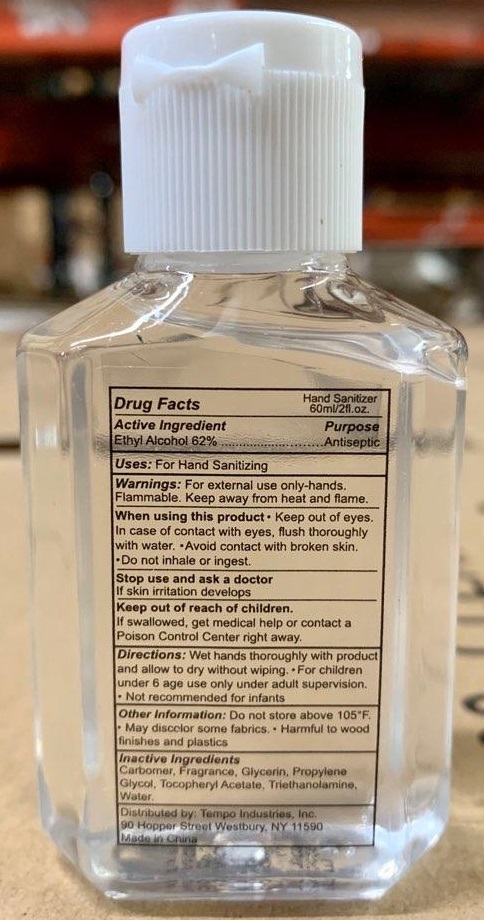 Drug Facts
Hand Sanitizer
60ml/2fl.oz.
Active Ingredient Purpose
Ethyl Alcohol 62%..........................Antiseptic
Uses: For Hand Sanitizing
Warnings: For external use only-hands.
Flammable. Keep away from heat and flame.
When using this product • Keep out of eyes.
In case of contact with eyes, flush thoroughly
with water. •Avoid contact with broken skin.
•Do not inhale or ingest.
Stop use and ask a doctor
If skin irritation develops
Keep out of reach of children.
If swallowed, get medical help or contact a
Poison Control Center right away.
Directions: Wet hands thoroughly with product
and allow to dry without wiping. • For children
under 6 age use only under adult supervision.
• Not recommended for infants
Other Information: Do not store above 105°F.
• May discolor some fabrics. • Harmful to wood
finishes and plastics
Inactive Ingredients
Carbomer, Fragrance, Glycerin, Propylene
Glycol, Tocopheryl Acetate, Triethanolamine,
Water.
Distributed by: Tempo Industries, Inc.
90 Hopper Street Westbury, NY 11590
Made in China